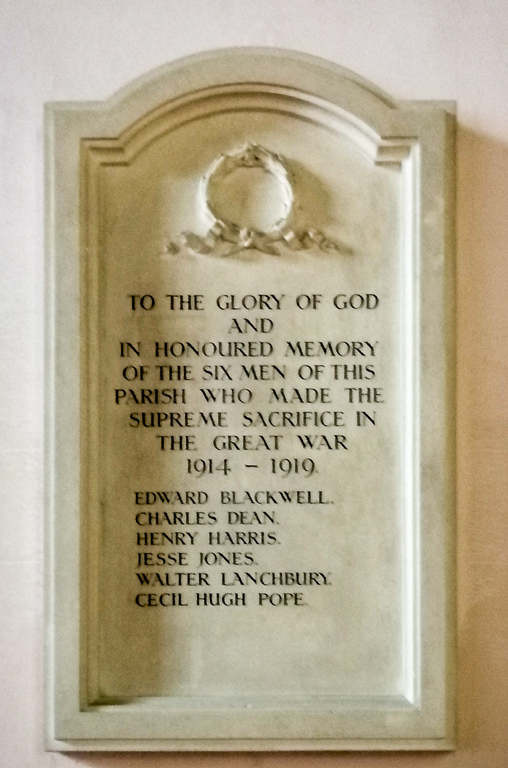 TO THE GLORY OF GOD
AND
IN HONOURED MEMORY
OF THE SIX MEN OF THIS
PARISH WHO MADE THE
SUPREME SACRIFICE IN
THE GREAT WAR
1914 – 1919.
EDWARD BLACKWELL.
CHARLES DEAN.
HENRY HARRIS.
JESSE JONES.
WALTER LANCHBURY.
CECIL HUGH POPE.